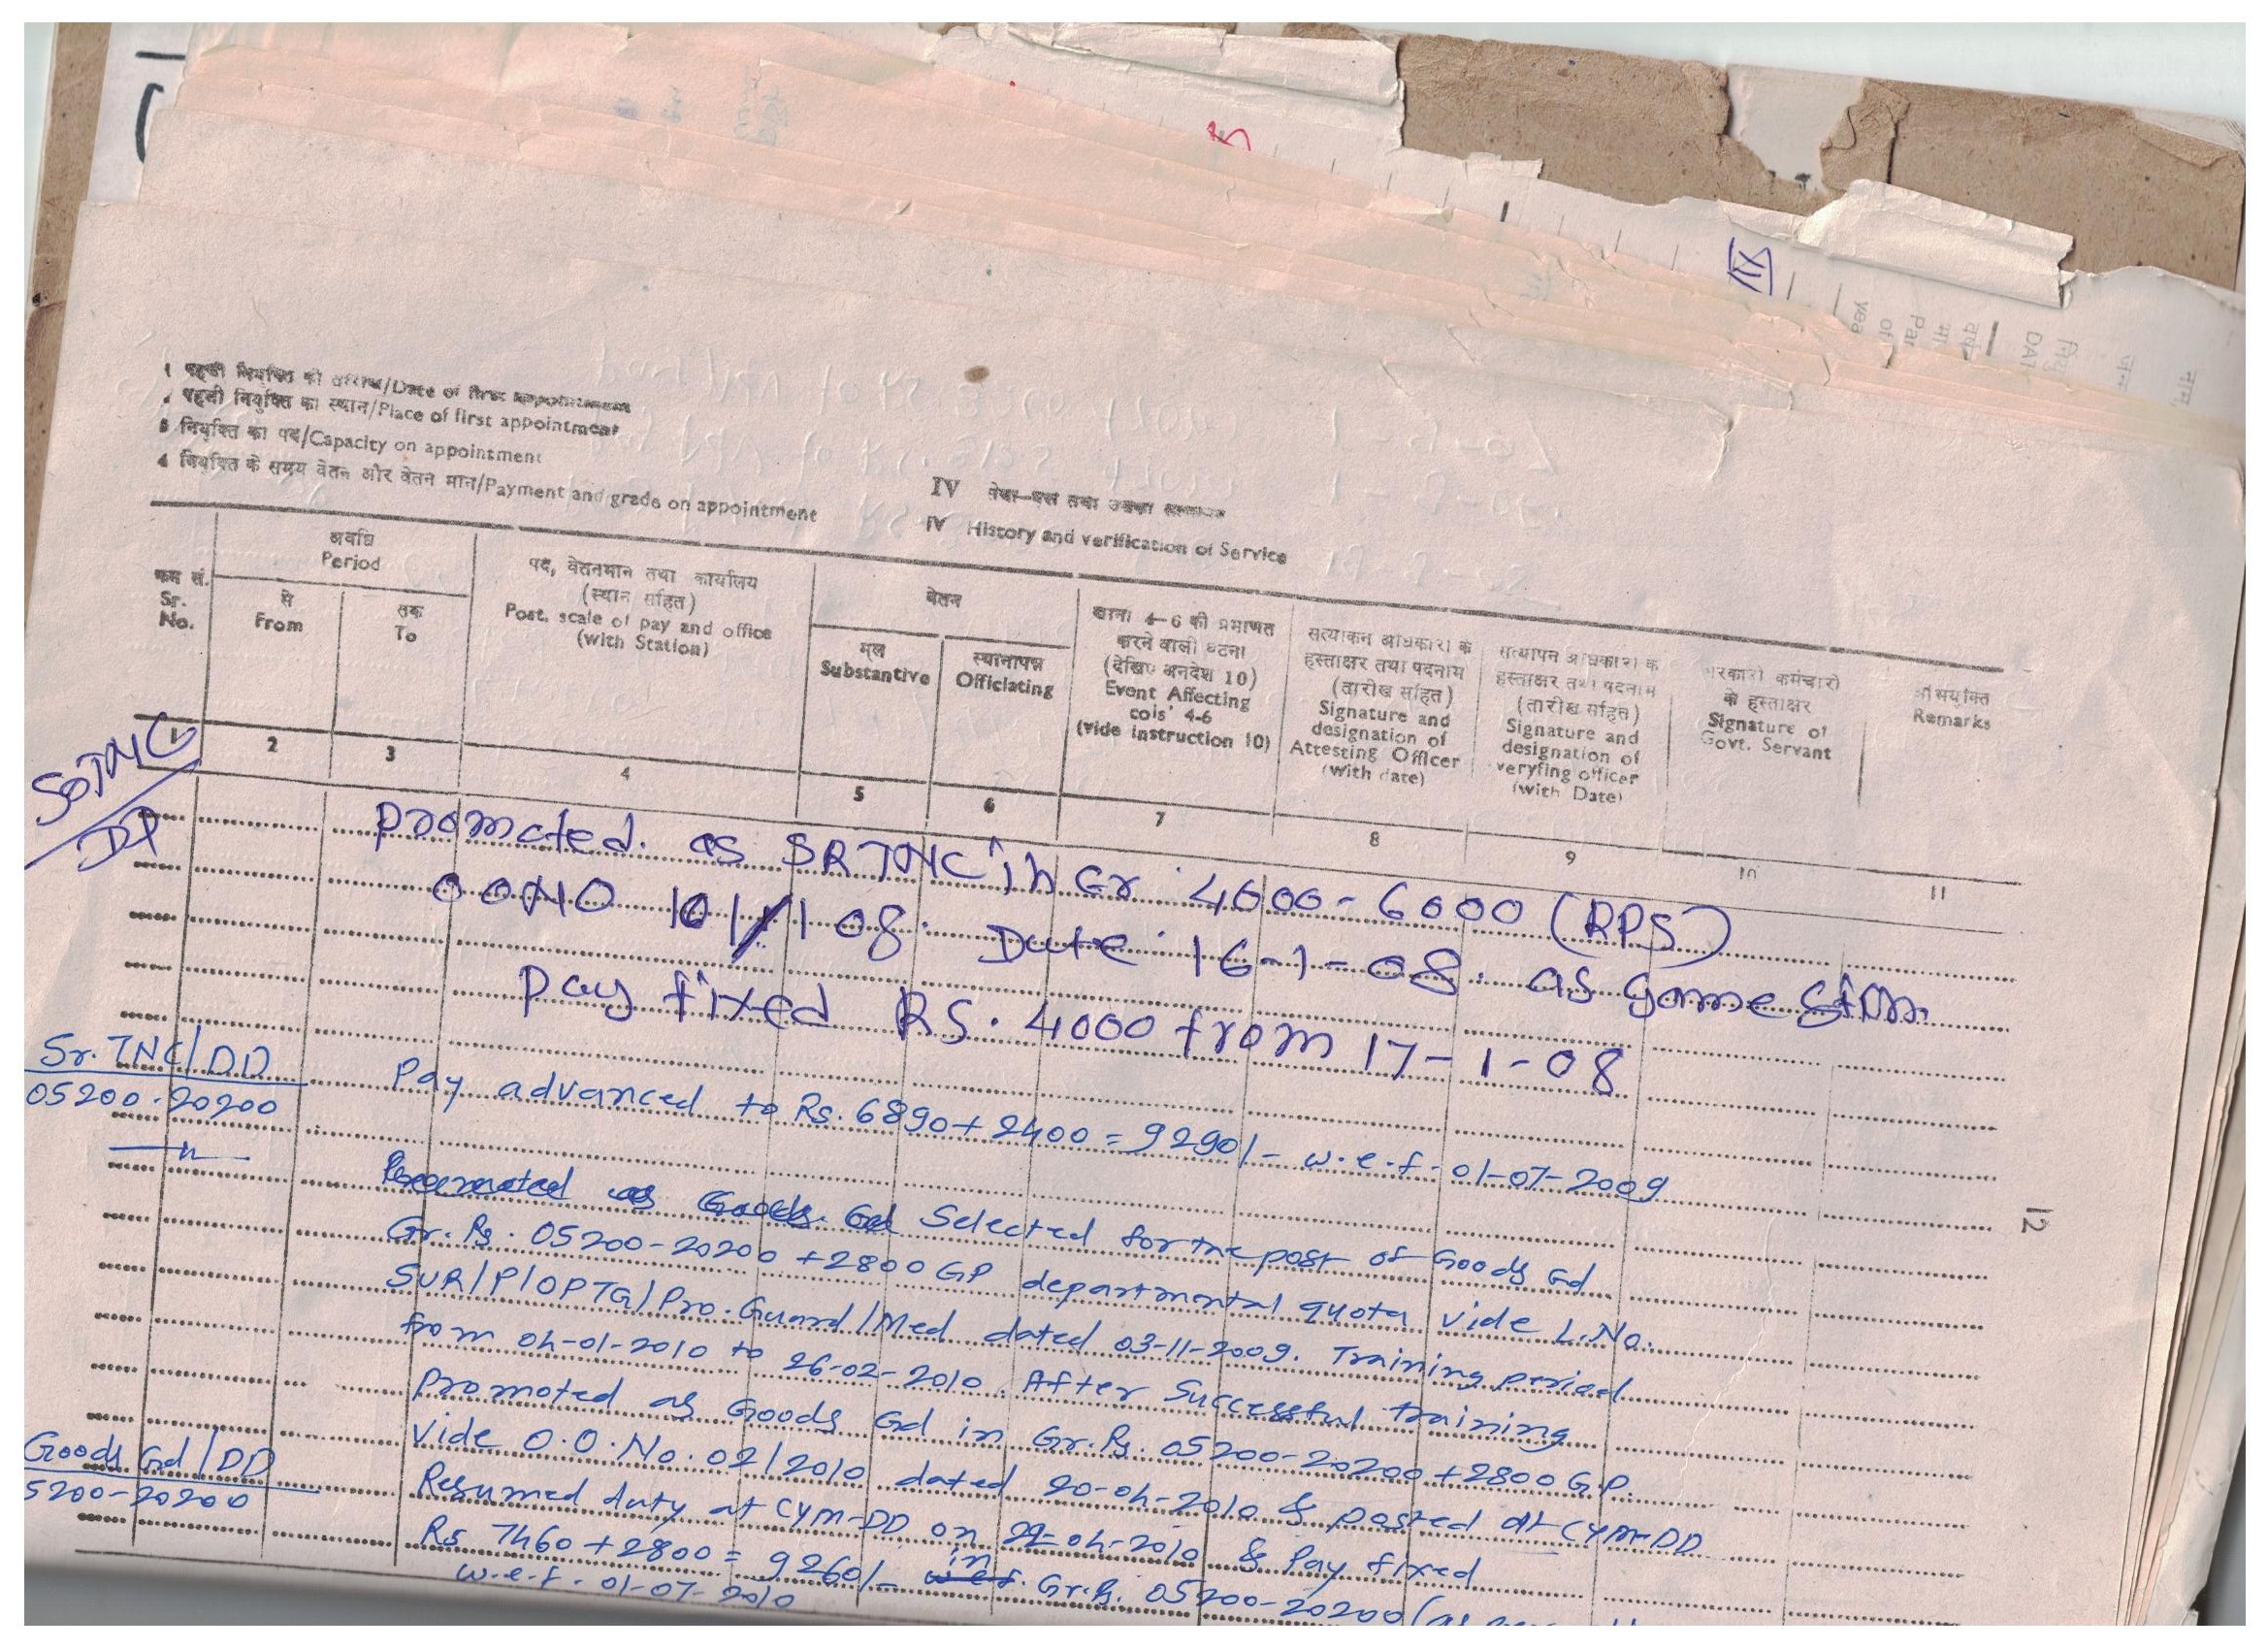 XII
1 पहली नियुक्ति की तारीख/Date of first appointment
2 पहली नियुक्ति का स्थान/Place of first appointment
3 नियुक्ति का पद/Capacity on appointment
4 नियुक्ति के समय वेतन और वेतन मान/Payment and grade on appointment
IV सेवा-वृत्त तथा उसका सत्यापन
IV History and verification of Service
क्रम सं. Sr. No.
अवधि Period
से From
तक To
पद, वेतनमान तथा कार्यालय (स्थान सहित) Post. scale of pay and office (with Station)
वेतन
मूल Substantive
स्थानापन्न Officiating
खाना 4-6 की प्रमाणित करने वाली घटना (देखिए अनदेश 10) Event Affecting cols' 4-6 (vide instruction 10)
सत्यांकन अधिकारी के हस्ताक्षर तथा पदनाम (तारीख सहित) Signature and designation of Attesting Officer (with date)
सत्यापन अधिकारी के हस्ताक्षर तथा पदनाम (तारीख सहित) Signature and designation of veryfing officer (with Date)
सरकारी कर्मचारी के हस्ताक्षर Signature of Govt. Servant
अभियुक्ति Remarks
1 2 3 4 5 6 7 8 9 10 11
promoted. as SR TNC in Gr. 4000-6000 (RPS)
OONO 101/1 08. Date. 16-1-08. as game Stn.
Pay fixed RS. 4000 from 17-1-08
Sr. TNC/DD
05200-20200
Pay advanced to Rs. 6890+2400=9290/- w.e.f. 01-07-2009
—"—
Selected for the post of Goods Gd
Gr. Rs. 05200-20200+2800 GP departmental quota vide L.No.
SUR/P/OPTG/Pro.Guard/Med dated 03-11-2009. Training period
from 04-01-2010 to 26-02-2010. After Successful training
promoted as Goods Gd in Gr. Rs. 05200-20200+2800 G.P.
vide O.O.No.02/2010 dated 20-04-2010 & posted at CYM-DD
Goods Gd/DD
5200-20200
Resumed duty at CYM-DD on 22-04-2010 & Pay fixed
Rs 7460+2800=9260/- in Gr. Rs. 05200-20200
w.e.f. 01-07-2010
12